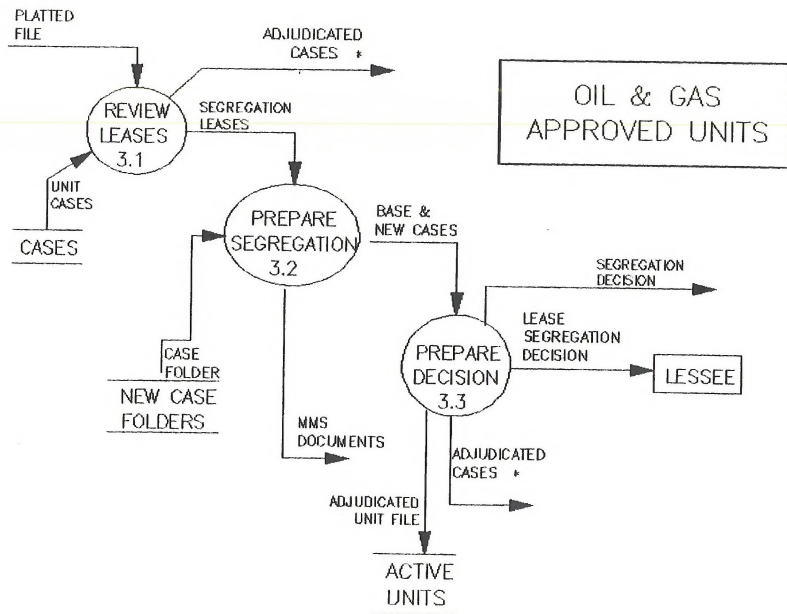 PLATTED
FILE
ADJUDICATED
CASES *
OIL & GAS
APPROVED UNITS
REVIEW
LEASES
3.1
SEGREGATION
LEASES
UNIT
CASES
CASES
PREPARE
SEGREGATION
3.2
BASE &
NEW CASES
SEGREGATION
DECISION
LEASE
SEGREGATION
DECISION
PREPARE
DECISION
3.3
LESSEE
CASE
FOLDER
NEW CASE
FOLDERS
MMS
DOCUMENTS
ADJUDICATED
CASES *
ADJUDICATED
UNIT FILE
ACTIVE
UNITS